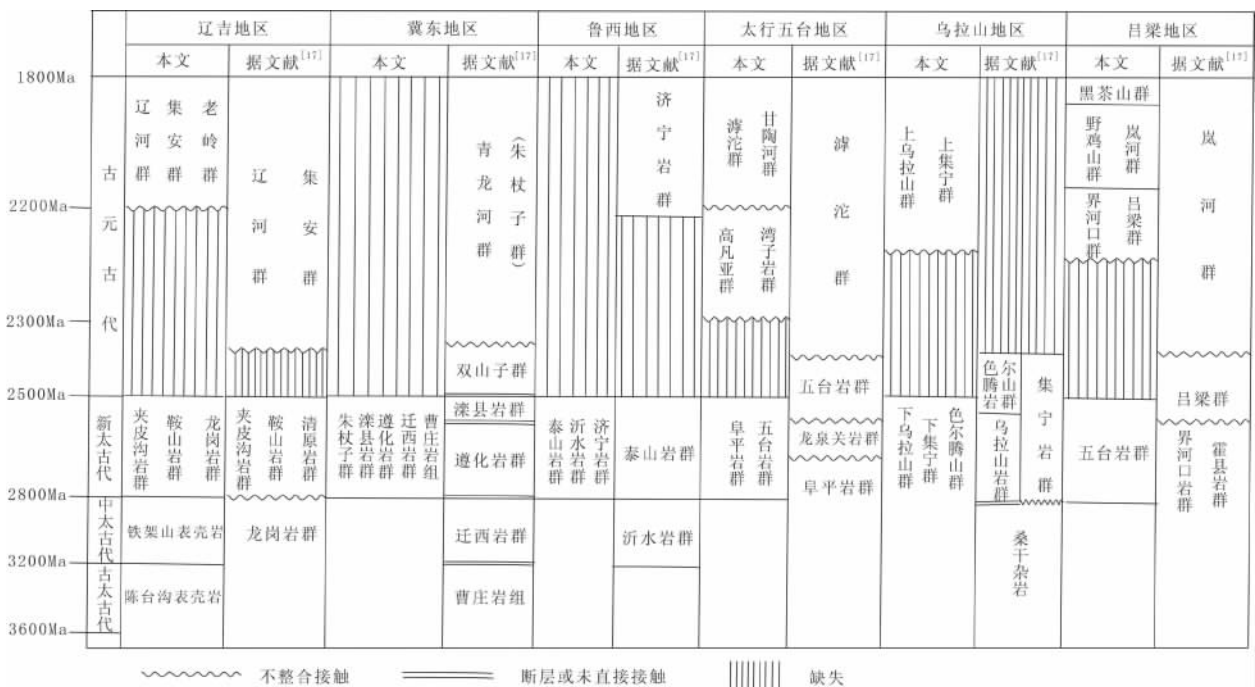 辽吉地区 冀东地区 鲁西地区 太行五台地区 乌拉山地区 吕梁地区
本文 据文献[17] 本文 据文献[17] 本文 据文献[17] 本文 据文献[17] 本文 据文献[17] 本文 据文献[17]
1800Ma
2200Ma
2300Ma
2500Ma
2800Ma
3200Ma
3600Ma
古元古代
新太古代
中太古代
古太古代
辽河群 集安群 老岭群
夹皮沟岩群 鞍山岩群 龙岗岩群
铁架山表壳岩
陈台沟表壳岩
辽河群 集安群
夹皮沟岩群 鞍山岩群 清原岩群
龙岗岩群
朱杖子群 滦县岩群 遵化岩群 迁西岩群 曹庄岩组
青龙河群 (朱杖子群)
双山子群
滦县岩群
遵化岩群
迁西岩群
曹庄岩组
泰山岩群 沂水岩群 济宁岩群
济宁岩群
泰山岩群
沂水岩群
滹沱群 甘陶河群
高凡亚群 湾子岩群
阜平岩群 五台岩群
滹沱群
五台岩群
龙泉关岩群
阜平岩群
上乌拉山群 上集宁群
下乌拉山群 下集宁群 色尔腾山群
色尔腾山岩群
乌拉山岩群
集宁岩群
桑干杂岩
黑茶山群
野鸡山群 岚河群
界河口群 吕梁群
五台岩群
岚河群
吕梁群
界河口岩群 霍县岩群
不整合接触 断层或未直接接触 缺失